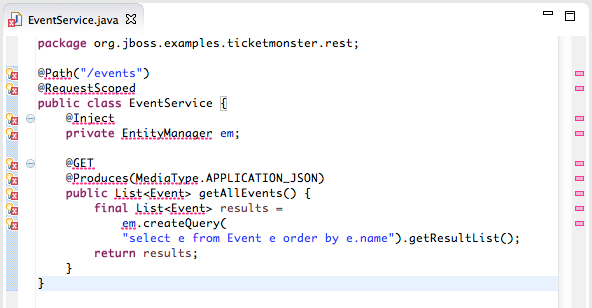 EventService.java
package org.jboss.examples.ticketmonster.rest;
@Path("/events")
@RequestScoped
public class EventService {
@Inject
private EntityManager em;
@GET
@Produces(MediaType.APPLICATION_JSON)
public List<Event> getAllEvents() {
final List<Event> results =
em.createQuery(
"select e from Event e order by e.name").getResultList();
return results;
}
}